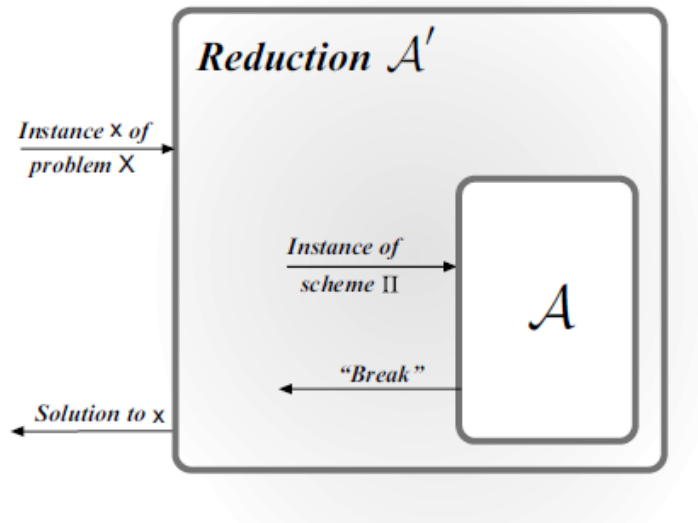 Reduction 𝒜′
Instance x of
problem X
Instance of
scheme Π
𝒜
“Break”
Solution to x